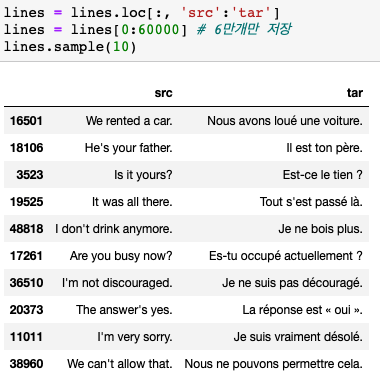 lines = lines.loc[:, 'src':'tar']
lines = lines[0:60000] # 6만개만 저장
lines.sample(10)
src tar
16501 We rented a car. Nous avons loué une voiture.
18106 He's your father. Il est ton père.
3523 Is it yours? Est-ce le tien ?
19525 It was all there. Tout s'est passé là.
48818 I don't drink anymore. Je ne bois plus.
17261 Are you busy now? Es-tu occupé actuellement ?
36510 I'm not discouraged. Je ne suis pas découragé.
20373 The answer's yes. La réponse est « oui ».
11011 I'm very sorry. Je suis vraiment désolé.
38960 We can't allow that. Nous ne pouvons permettre cela.